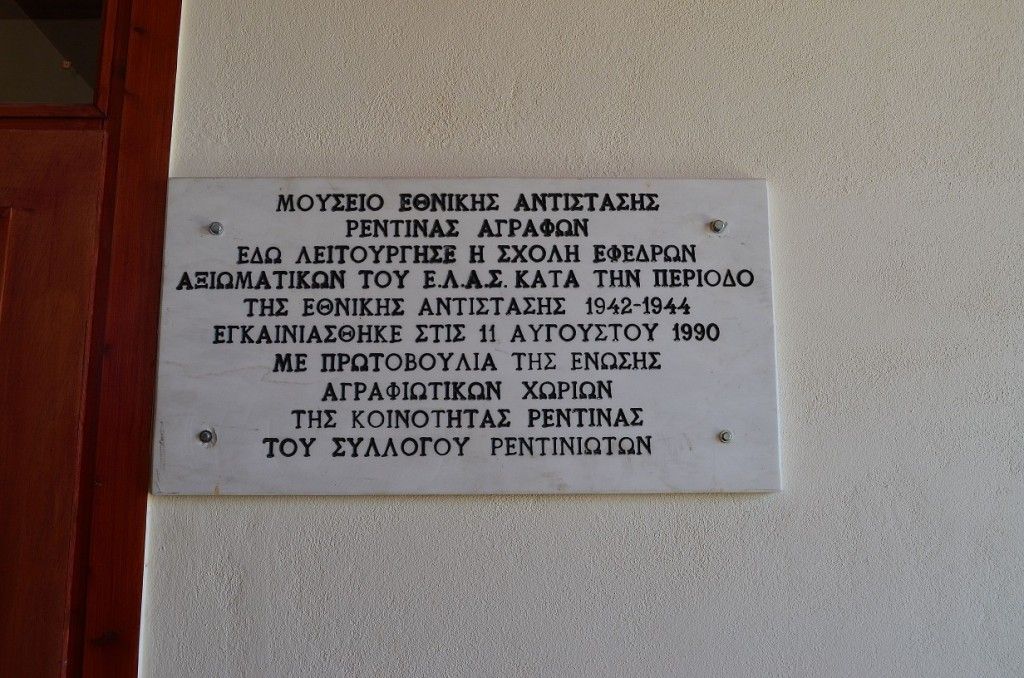 ΜΟΥΣΕΙΟ ΕΘΝΙΚΗΣ ΑΝΤΙΣΤΑΣΗΣ
ΡΕΝΤΙΝΑΣ ΑΓΡΑΦΩΝ
ΕΔΩ ΛΕΙΤΟΥΡΓΗΣΕ Η ΣΧΟΛΗ ΕΦΕΔΡΩΝ
ΑΞΙΩΜΑΤΙΚΩΝ ΤΟΥ Ε.Λ.Α.Σ. ΚΑΤΑ ΤΗΝ ΠΕΡΙΟΔΟ
ΤΗΣ ΕΘΝΙΚΗΣ ΑΝΤΙΣΤΑΣΗΣ 1942-1944
ΕΓΚΑΙΝΙΑΣΘΗΚΕ ΣΤΙΣ 11 ΑΥΓΟΥΣΤΟΥ 1990
ΜΕ ΠΡΩΤΟΒΟΥΛΙΑ ΤΗΣ ΕΝΩΣΗΣ
ΑΓΡΑΦΙΩΤΙΚΩΝ ΧΩΡΙΩΝ
ΤΗΣ ΚΟΙΝΟΤΗΤΑΣ ΡΕΝΤΙΝΑΣ
ΤΟΥ ΣΥΛΛΟΓΟΥ ΡΕΝΤΙΝΙΩΤΩΝ